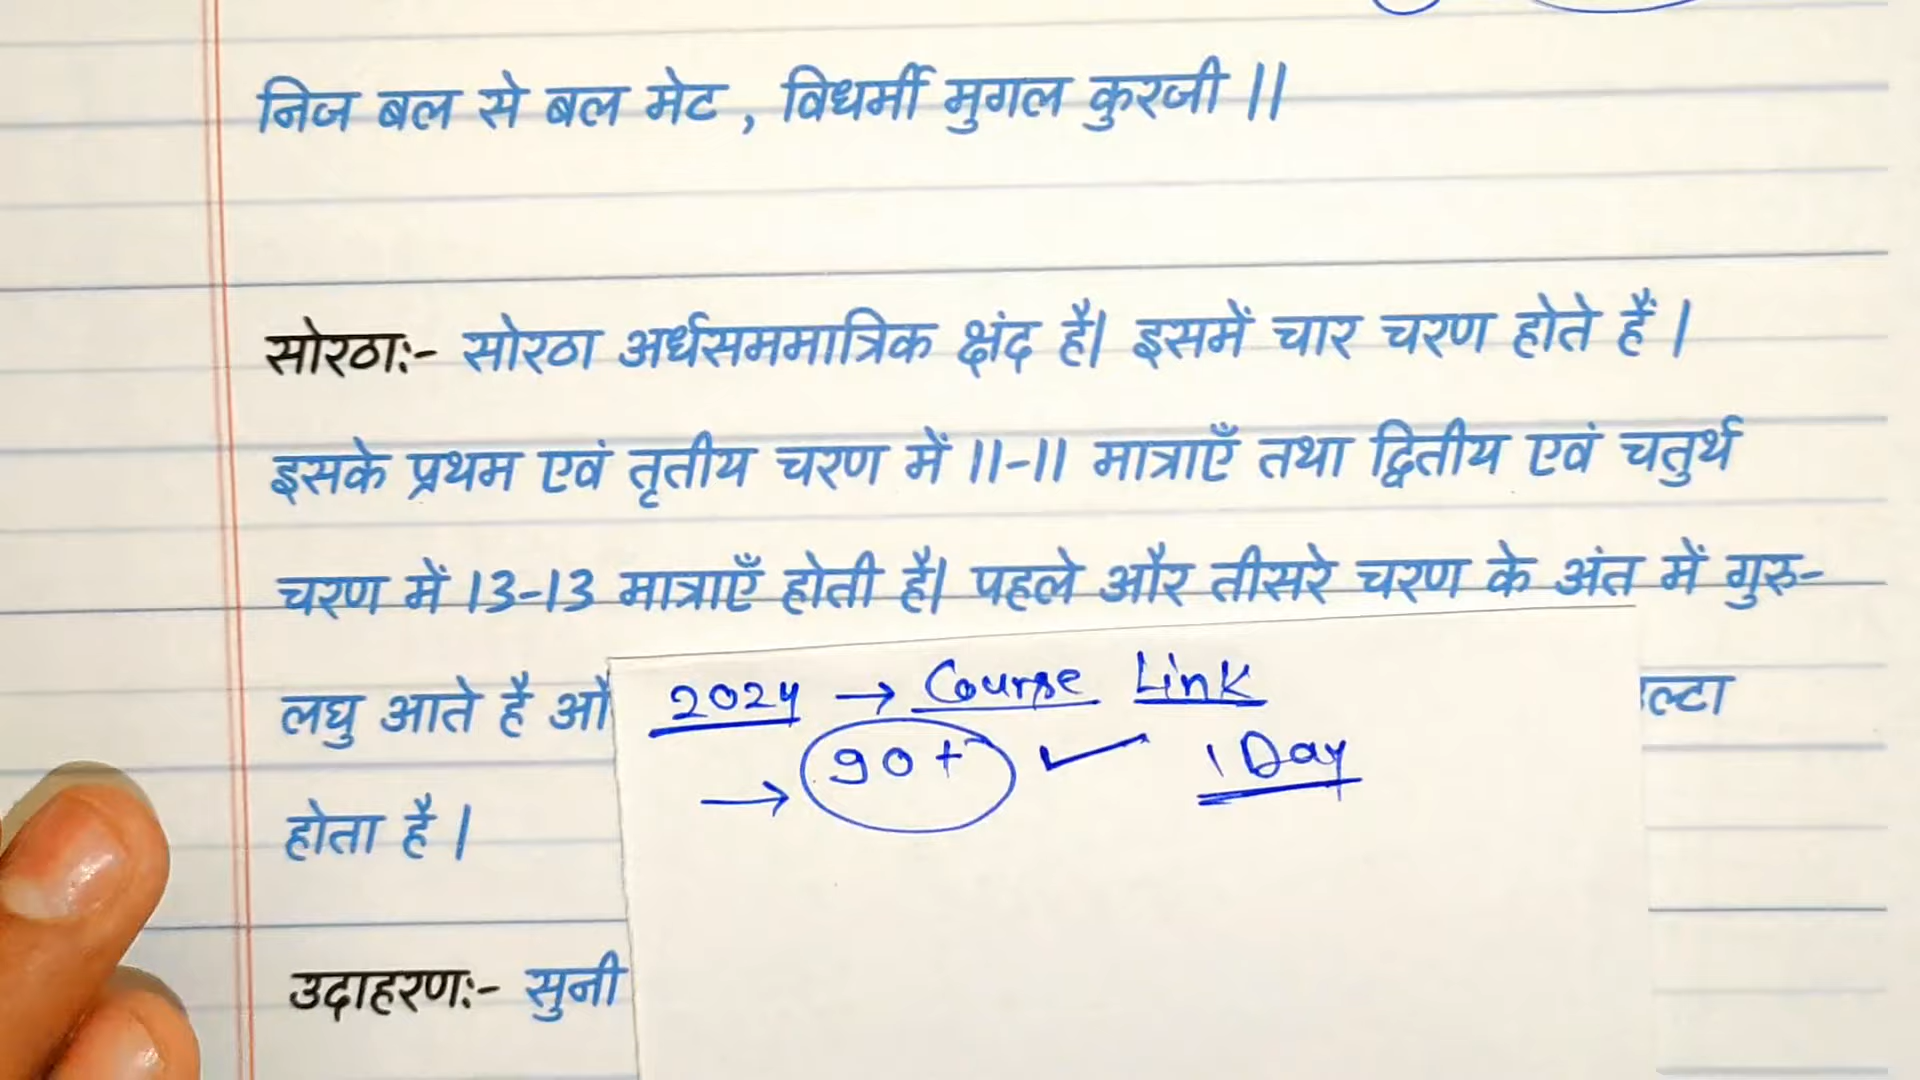 निज बल से बल मेट , विधर्मी मुगल कुरजी ||
सोरठाः- सोरठा अर्धसममात्रिक क्षंद है। इसमें चार चरण होते हैं |
इसके प्रथम एवं तृतीय चरण में 11-11 मात्राएँ तथा द्वितीय एवं चतुर्थ
चरण में 13-13 मात्राएँ होती है। पहले और तीसरे चरण के अंत में गुरु-
लघु आते है
होता है |
उदाहरणः- सुनी
2024 → Course Link
→ 90+ ✓ 1 Day